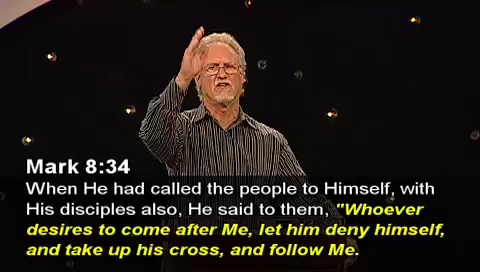 Mark 8:34
When He had called the people to Himself, with
His disciples also, He said to them, "Whoever
desires to come after Me, let him deny himself,
and take up his cross, and follow Me.